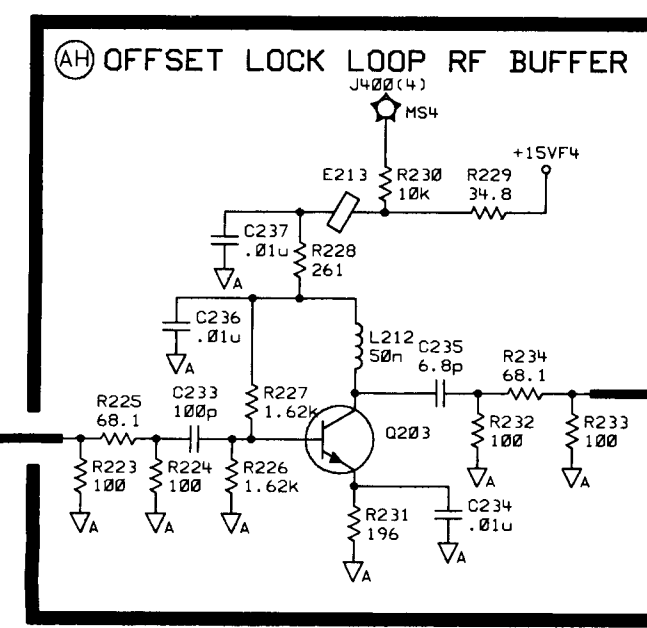 AH OFFSET LOCK LOOP RF BUFFER
J400(4)
MS4
+15VF4
E213 R230 R229
10k 34.8
C237
.01u R228
261
A
C236
.01u
A
L212
50n C235
6.8p R234
68.1
R225 C233 R227
68.1 100p 1.62k
Q203
R232 R233
100 100
R223 R224 R226
100 100 1.62k
A A
R231 C234
196 .01u
A A A
A
A